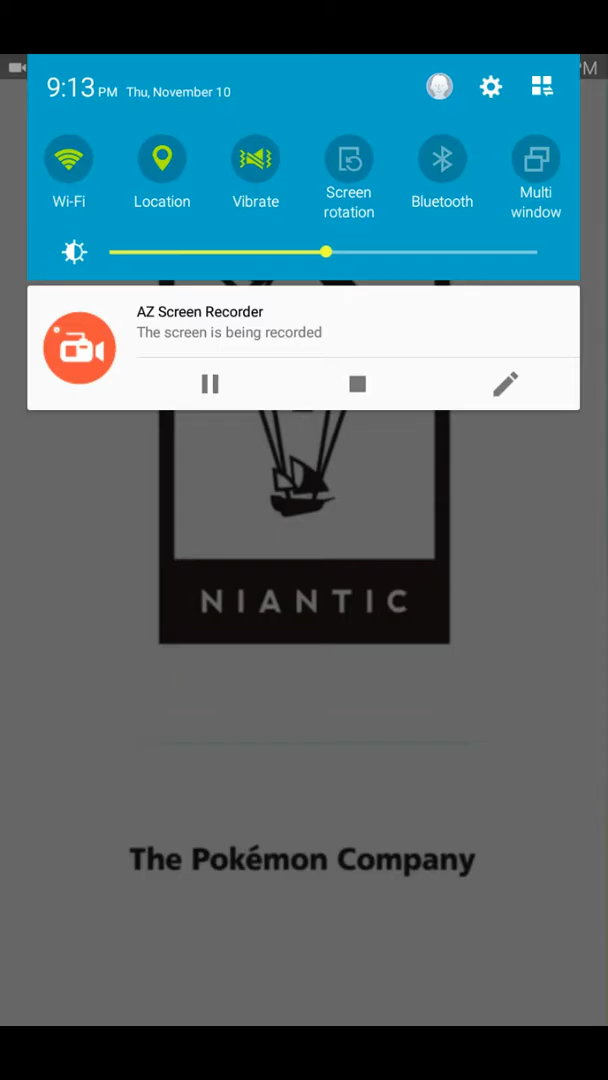 9:13 PM Thu, November 10
PM
Wi-Fi
Location
Vibrate
Screen
rotation
Bluetooth
Multi
window
AZ Screen Recorder
The screen is being recorded
NIANTIC
The Pokémon Company